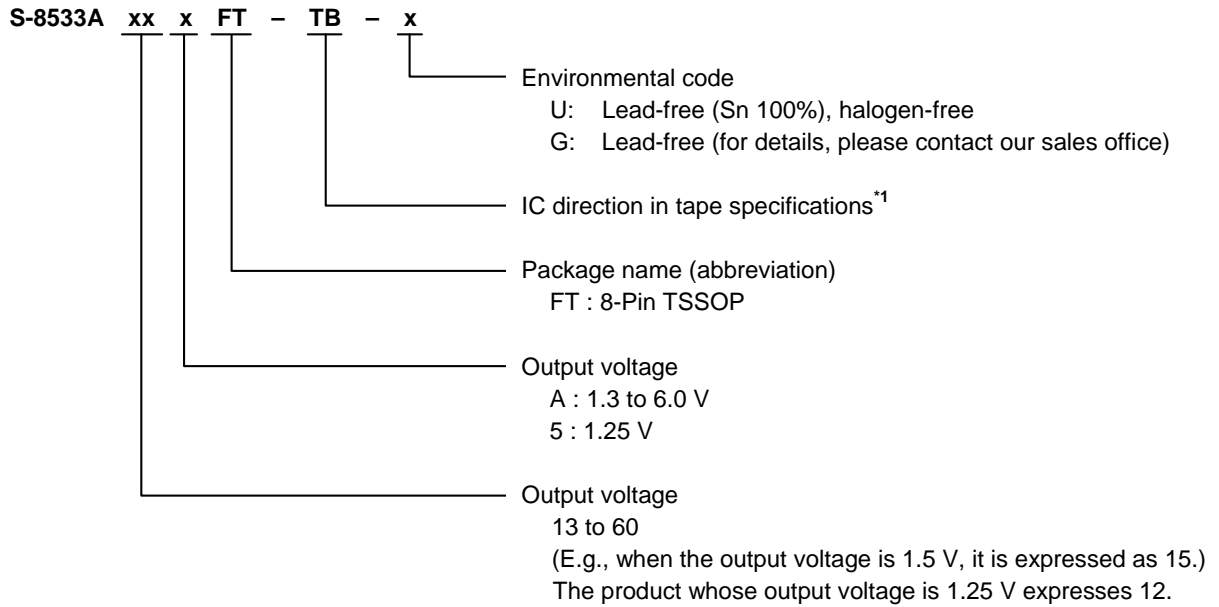 S-8533A xx x FT – TB – x
Environmental code
U: Lead-free (Sn 100%), halogen-free
G: Lead-free (for details, please contact our sales office)
IC direction in tape specifications*1
Package name (abbreviation)
FT : 8-Pin TSSOP
Output voltage
A : 1.3 to 6.0 V
5 : 1.25 V
Output voltage
13 to 60
(E.g., when the output voltage is 1.5 V, it is expressed as 15.)
The product whose output voltage is 1.25 V expresses 12.